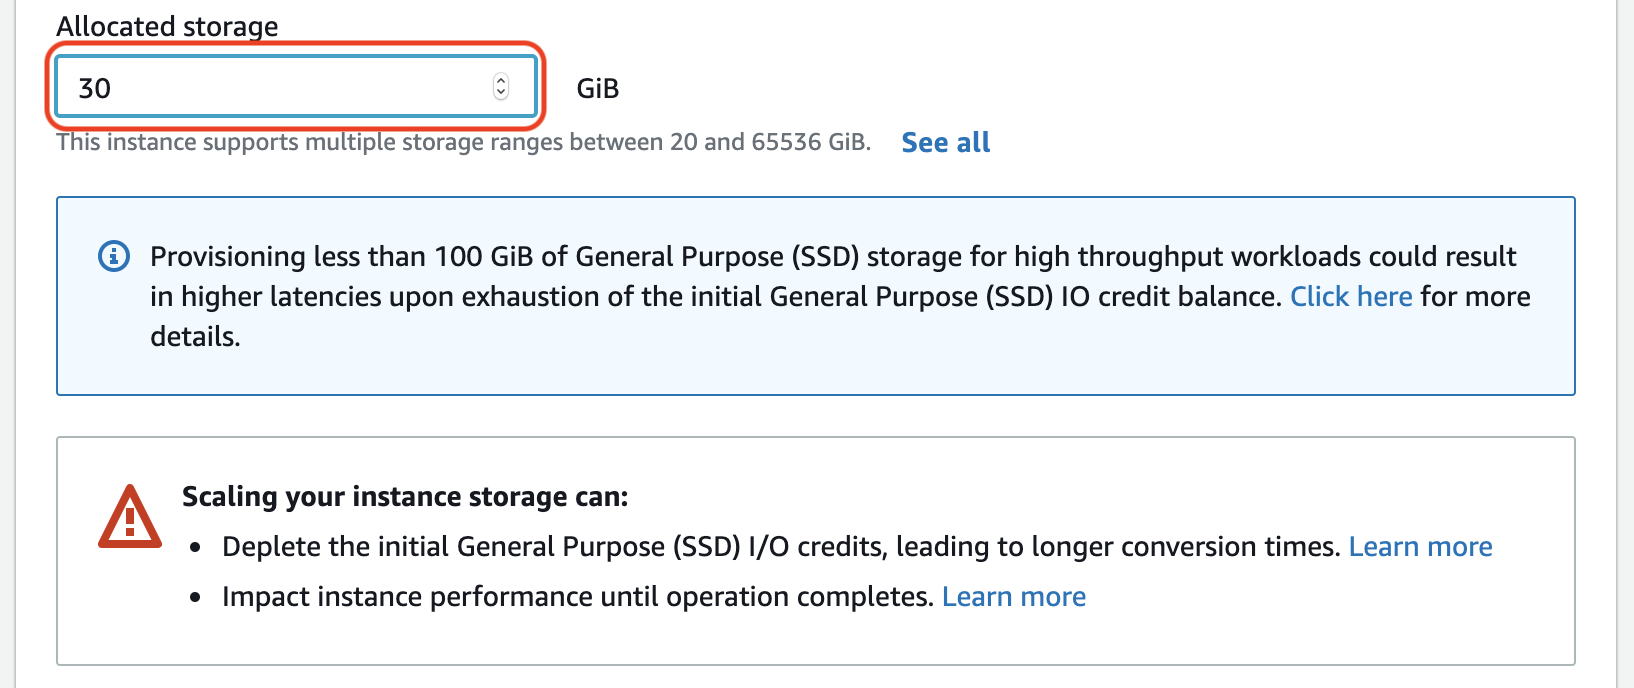 Allocated storage
30
GiB
This instance supports multiple storage ranges between 20 and 65536 GiB. See all
Provisioning less than 100 GiB of General Purpose (SSD) storage for high throughput workloads could result
in higher latencies upon exhaustion of the initial General Purpose (SSD) IO credit balance. Click here for more
details.
Scaling your instance storage can:
• Deplete the initial General Purpose (SSD) I/O credits, leading to longer conversion times. Learn more
• Impact instance performance until operation completes. Learn more